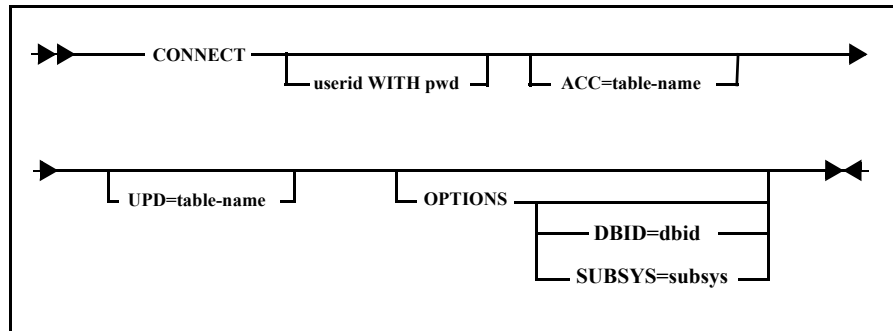 CONNECT
userid WITH pwd
ACC=table-name
UPD=table-name
OPTIONS
DBID=dbid
SUBSYS=subsys